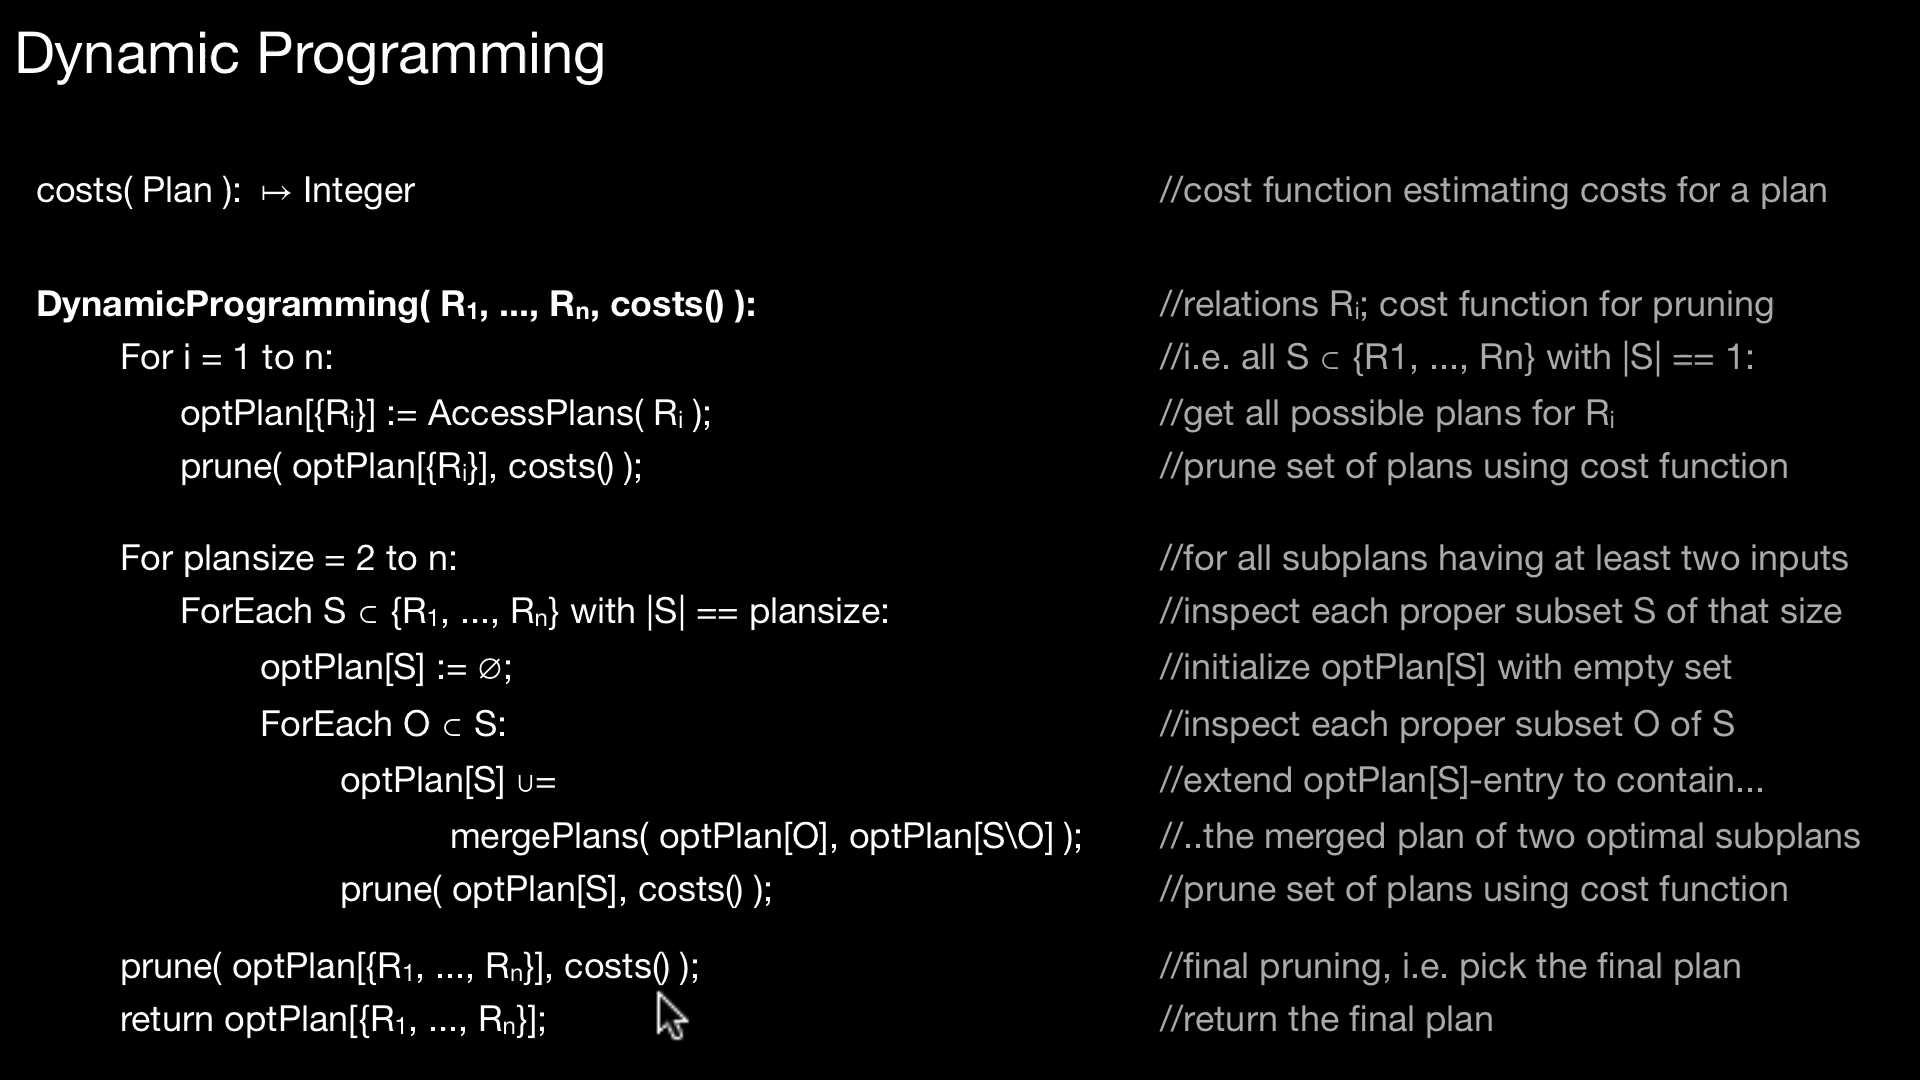 Dynamic Programming
costs( Plan ): ↦ Integer //cost function estimating costs for a plan
DynamicProgramming( R₁, ..., Rₙ, costs() ): //relations Rᵢ; cost function for pruning
For i = 1 to n: //i.e. all S ⊂ {R1, ..., Rn} with |S| == 1:
optPlan[{Rᵢ}] := AccessPlans( Rᵢ ); //get all possible plans for Rᵢ
prune( optPlan[{Rᵢ}], costs() ); //prune set of plans using cost function
For plansize = 2 to n: //for all subplans having at least two inputs
ForEach S ⊂ {R₁, ..., Rₙ} with |S| == plansize: //inspect each proper subset S of that size
optPlan[S] := ∅; //initialize optPlan[S] with empty set
ForEach O ⊂ S: //inspect each proper subset O of S
optPlan[S] ∪= //extend optPlan[S]-entry to contain...
mergePlans( optPlan[O], optPlan[S\O] ); //..the merged plan of two optimal subplans
prune( optPlan[S], costs() ); //prune set of plans using cost function
prune( optPlan[{R₁, ..., Rₙ}], costs() ); //final pruning, i.e. pick the final plan
return optPlan[{R₁, ..., Rₙ}]; //return the final plan